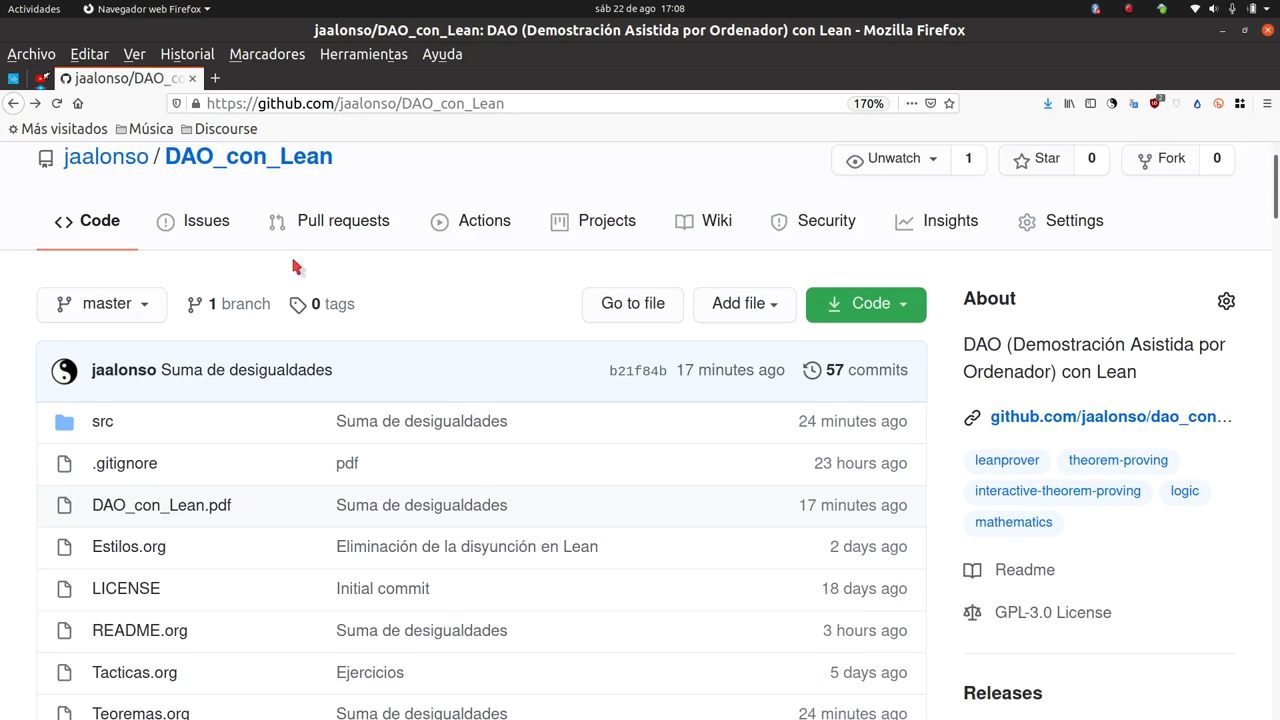 Actividades Navegador web Firefox sáb 22 de ago 17:08
jaalonso/DAO_con_Lean: DAO (Demostración Asistida por Ordenador) con Lean - Mozilla Firefox
Archivo Editar Ver Historial Marcadores Herramientas Ayuda
jaalonso/DAO_co
https://github.com/jaalonso/DAO_con_Lean 170%
Más visitados Música Discourse
jaalonso / DAO_con_Lean Unwatch 1 Star 0 Fork 0
Code Issues Pull requests Actions Projects Wiki Security Insights Settings
master 1 branch 0 tags Go to file Add file Code
About
DAO (Demostración Asistida por
Ordenador) con Lean
github.com/jaalonso/dao_con...
leanprover theorem-proving
interactive-theorem-proving logic
mathematics
Readme
GPL-3.0 License
Releases
jaalonso Suma de desigualdades b21f84b 17 minutes ago 57 commits
src Suma de desigualdades 24 minutes ago
.gitignore pdf 23 hours ago
DAO_con_Lean.pdf Suma de desigualdades 17 minutes ago
Estilos.org Eliminación de la disyunción en Lean 2 days ago
LICENSE Initial commit 18 days ago
README.org Suma de desigualdades 3 hours ago
Tacticas.org Ejercicios 5 days ago
Teoremas.org Suma de desigualdades 24 minutes ago